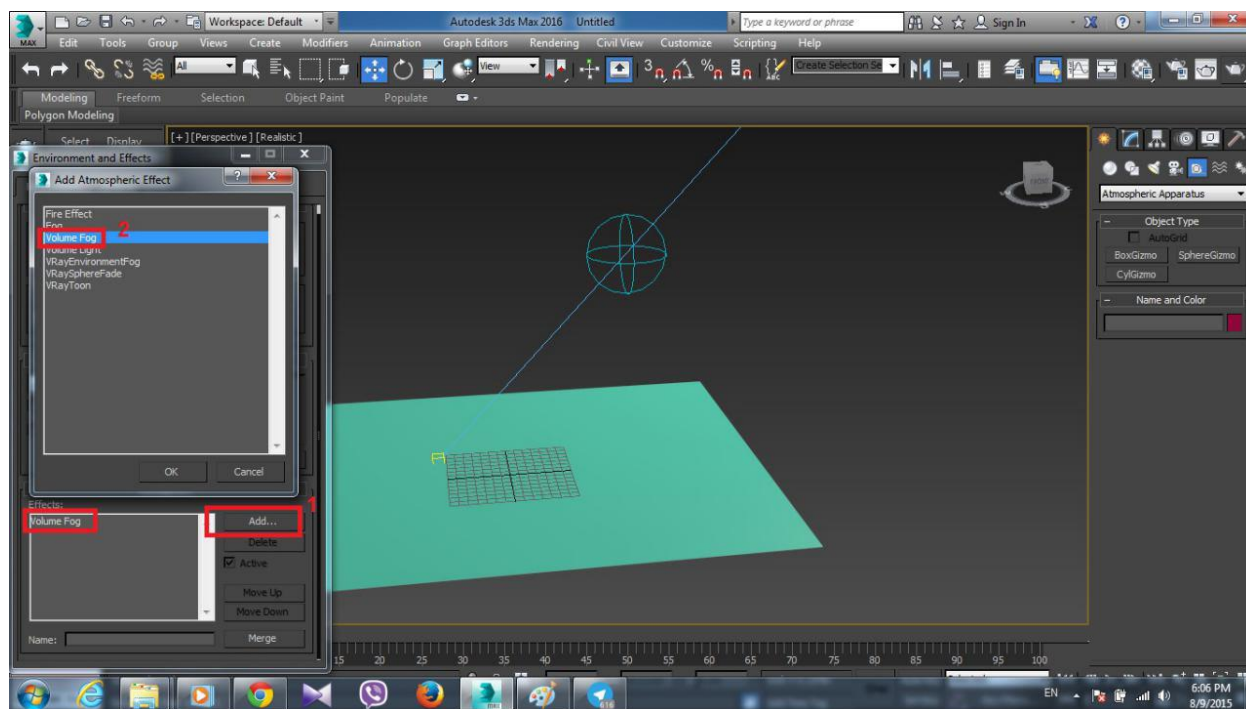 Workspace: Default
Autodesk 3ds Max 2016 Untitled
Type a keyword or phrase
Sign In
MAX
Edit Tools Group Views Create Modifiers Animation Graph Editors Rendering Civil View Customize Scripting Help
All
View
3
Create Selection Se
Modeling Freeform Selection Object Paint Populate
Polygon Modeling
Select Display
[+] [Perspective] [Realistic]
Environment and Effects
Add Atmospheric Effect
Fire Effect
Fog
Volume Fog
2
Volume Light
VRayEnvironmentFog
VRaySphereFade
VRayToon
OK Cancel
Effects:
1
Volume Fog
Add...
Delete
Active
Move Up
Move Down
Name:
Merge
FRONT
Atmospheric Apparatus
Object Type
AutoGrid
BoxGizmo SphereGizmo
CylGizmo
Name and Color
15 20 25 30 35 40 45 50 55 60 65 70 75 80 85 90 95 100
EN
6:06 PM
8/9/2015